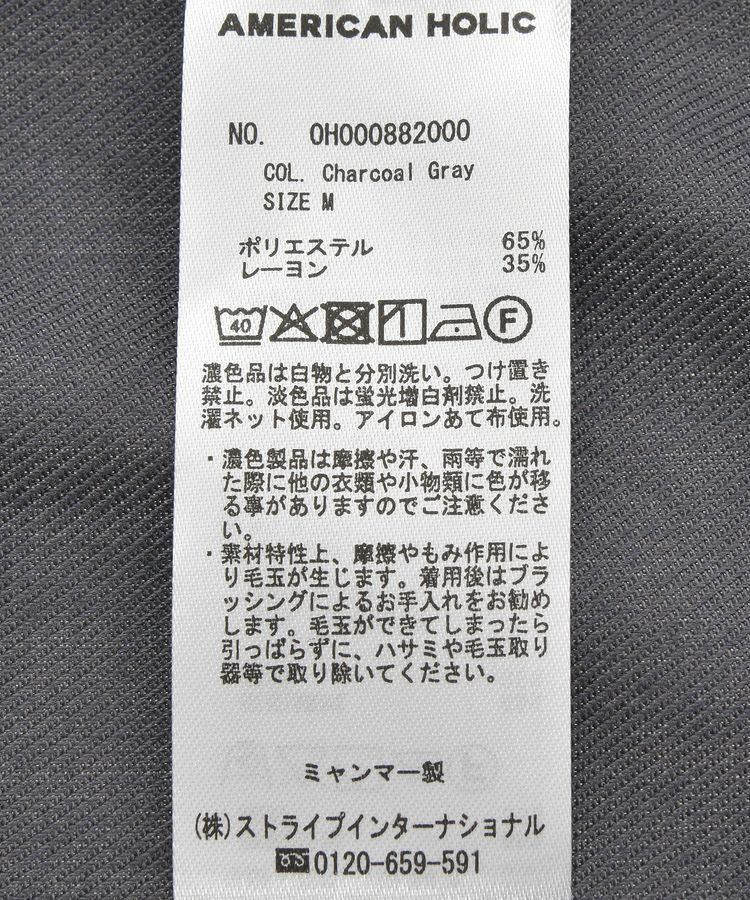 AMERICAN HOLIC
NO. OH000882000
COL. Charcoal Gray
SIZE M
ポリエステル 65%
レーヨン 35%
40 F
濃色品は白物と分別洗い。つけ置き
禁止。淡色品は蛍光増白剤禁止。洗
濯ネット使用。アイロンあて布使用。
・濃色製品は摩擦や汗、雨等で濡れ
た際に他の衣類や小物類に色が移
る事がありますのでご注意くださ
い。
・素材特性上、摩擦やもみ作用によ
り毛玉が生じます。着用後はブラ
ッシングによるお手入れをお勧め
します。毛玉ができてしまったら
引っぱらずに、ハサミや毛玉取り
器等で取り除いてください。
ミャンマー製
(株)ストライプインターナショナル
0120-659-591